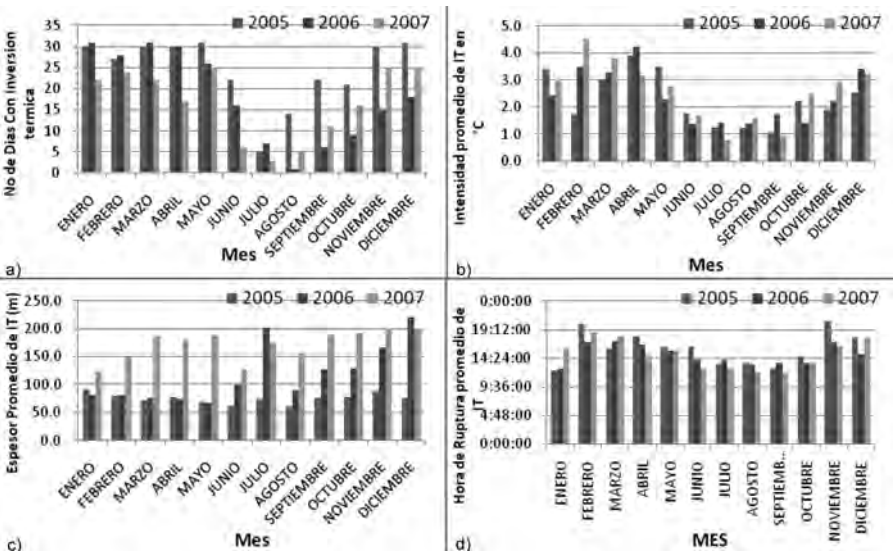 2005 2006 2007
No de Dias Con Inversion
termica
35
30
25
20
15
10
5
0
ENERO
FEBRERO
MARZO
ABRIL
MAYO
JUNIO
JULIO
AGOSTO
SEPTIEMBRE
OCTUBRE
NOVIEMBRE
DICIEMBRE
Mes
a)
2005 2006 2007
Intensidad promedio de IT en
°C
5.0
4.0
3.0
2.0
1.0
0.0
ENERO
FEBRERO
MARZO
ABRIL
MAYO
JUNIO
JULIO
AGOSTO
SEPTIEMBRE
OCTUBRE
NOVIEMBRE
DICIEMBRE
Mes
b)
2005 2006 2007
Espesor Promedio de IT (m)
250.0
200.0
150.0
100.0
50.0
0.0
ENERO
FEBRERO
MARZO
ABRIL
MAYO
JUNIO
JULIO
AGOSTO
SEPTIEMBRE
OCTUBRE
NOVIEMBRE
DICIEMBRE
Mes
c)
2005 2006 2007
Hora de Ruptura promedio de
IT
0:00:00
19:12:00
14:24:00
9:36:00
4:48:00
0:00:00
ENERO
FEBRERO
MARZO
ABRIL
MAYO
JUNIO
JULIO
AGOSTO
SEPTIEMB...
OCTUBRE
NOVIEMBRE
DICIEMBRE
MES
d)